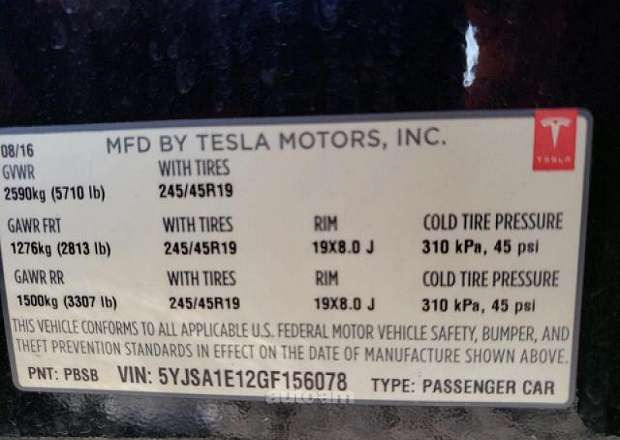 08/16 MFD BY TESLA MOTORS, INC.
TESLA
GVWR WITH TIRES
2590kg (5710 lb) 245/45R19
GAWR FRT WITH TIRES RIM COLD TIRE PRESSURE
1276kg (2813 lb) 245/45R19 19X8.0 J 310 kPa, 45 psi
GAWR RR WITH TIRES RIM COLD TIRE PRESSURE
1500kg (3307 lb) 245/45R19 19X8.0 J 310 kPa, 45 psi
THIS VEHICLE CONFORMS TO ALL APPLICABLE U.S. FEDERAL MOTOR VEHICLE SAFETY, BUMPER, AND
THEFT PREVENTION STANDARDS IN EFFECT ON THE DATE OF MANUFACTURE SHOWN ABOVE.
PNT: PBSB VIN: 5YJSA1E12GF156078 TYPE: PASSENGER CAR
auto.am